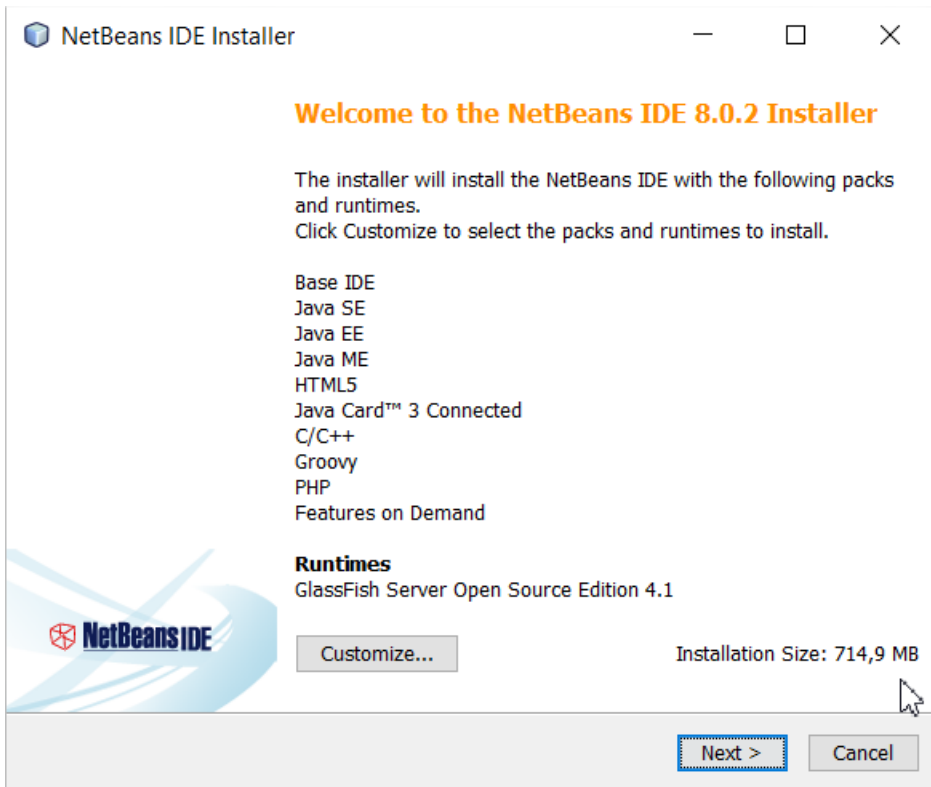 NetBeans IDE Installer
Welcome to the NetBeans IDE 8.0.2 Installer
The installer will install the NetBeans IDE with the following packs
and runtimes.
Click Customize to select the packs and runtimes to install.
Base IDE
Java SE
Java EE
Java ME
HTML5
Java Card™ 3 Connected
C/C++
Groovy
PHP
Features on Demand
Runtimes
GlassFish Server Open Source Edition 4.1
NetBeans IDE
Customize...
Installation Size: 714,9 MB
Next >
Cancel